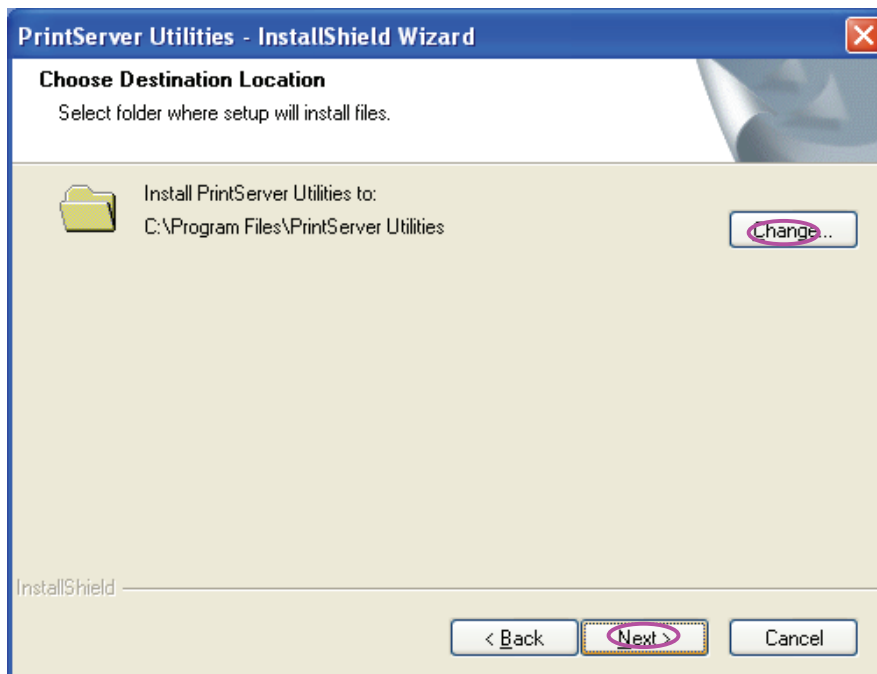 PrintServer Utilities - InstallShield Wizard
Choose Destination Location
Select folder where setup will install files.
Install PrintServer Utilities to:
C:\Program Files\PrintServer Utilities
Change...
InstallShield
< Back
Next >
Cancel